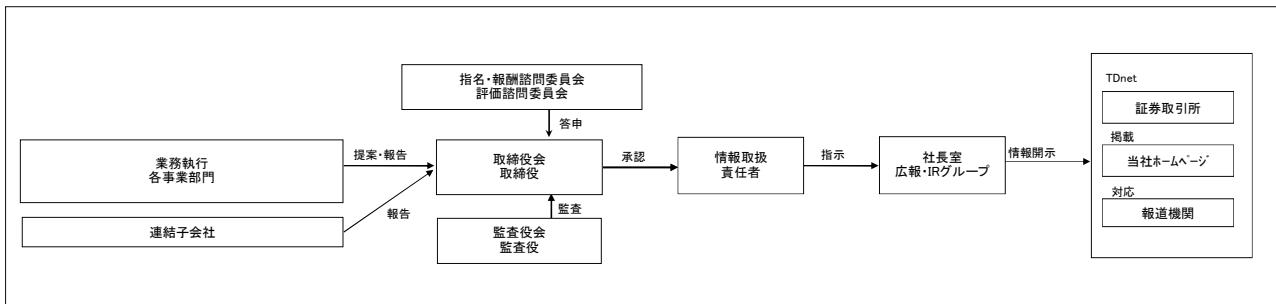 指名・報酬諮問委員会
評価諮問委員会
答申
業務執行
各事業部門
提案・報告
連結子会社
報告
取締役会
取締役
監査
監査役会
監査役
承認
情報取扱
責任者
指示
社長室
広報・IRグループ
情報開示
TDnet
証券取引所
掲載
当社ホームページ
対応
報道機関